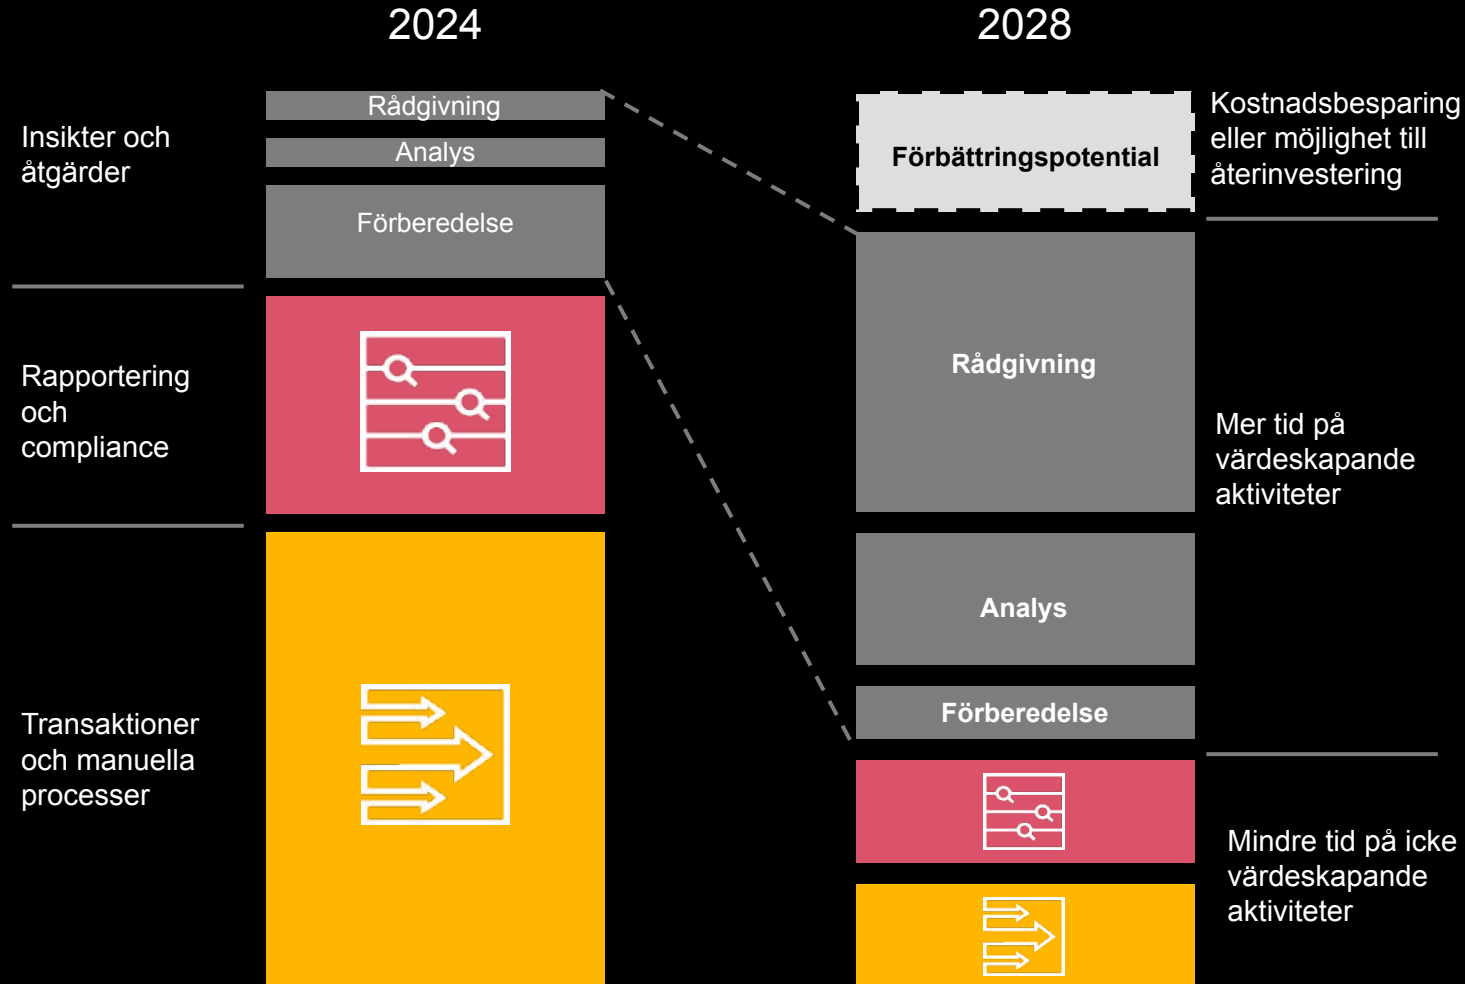 2024
2028
Insikter och
åtgärder
Rådgivning
Analys
Förberedelse
Rapportering
och
compliance
Transaktioner
och manuella
processer
Förbättringspotential
Rådgivning
Analys
Förberedelse
Kostnadsbesparing
eller möjlighet till
återinvestering
Mer tid på
värdeskapande
aktiviteter
Mindre tid på icke
värdeskapande
aktiviteter